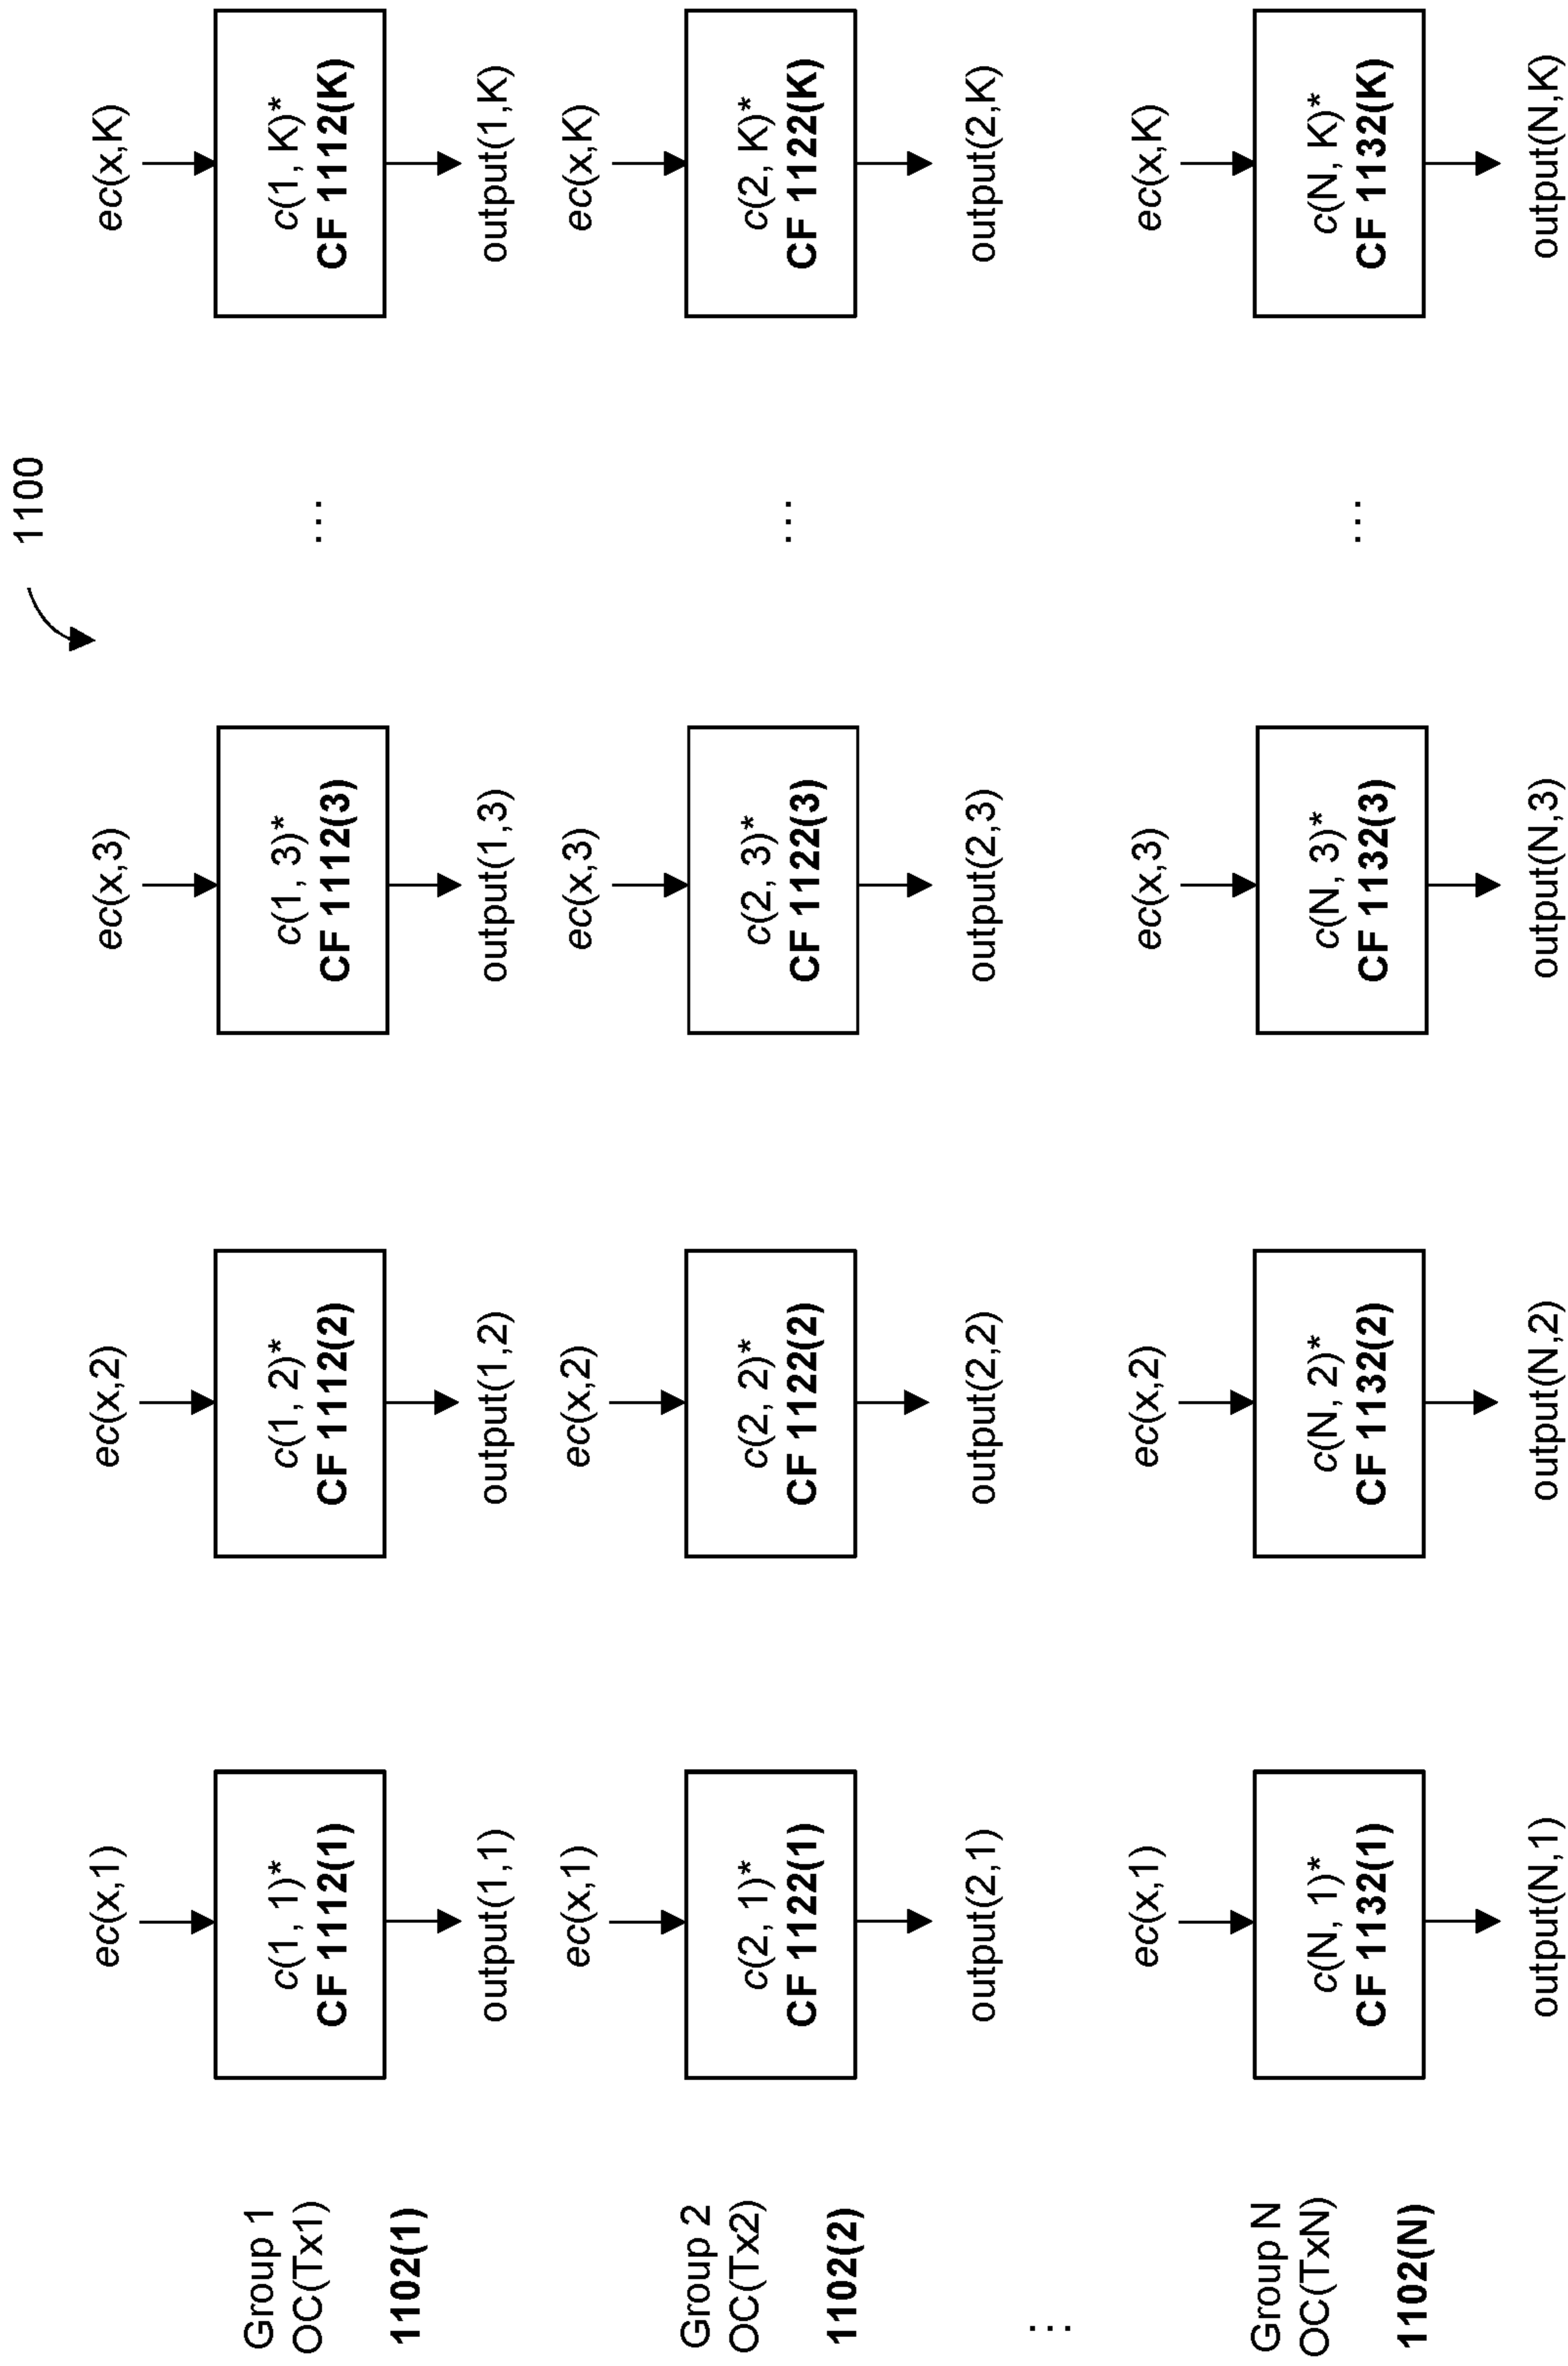 1100
ec(x,1) ec(x,2) ec(x,3) ec(x,K)
Group 1
OC(Tx1)
1102(1)
c(1, 1)* c(1, 2)* c(1, 3)* ... c(1, K)*
CF 1112(1) CF 1112(2) CF 1112(3) CF 1112(K)
output(1,1) output(1,2) output(1,3) output(1,K)
ec(x,1) ec(x,2) ec(x,3) ec(x,K)
Group 2
OC(Tx2)
1102(2)
c(2, 1)* c(2, 2)* c(2, 3)* ... c(2, K)*
CF 1122(1) CF 1122(2) CF 1122(3) CF 1122(K)
output(2,1) output(2,2) output(2,3) output(2,K)
...
ec(x,1) ec(x,2) ec(x,3) ec(x,K)
Group N
OC(TxN)
1102(N)
c(N, 1)* c(N, 2)* c(N, 3)* ... c(N, K)*
CF 1132(1) CF 1132(2) CF 1132(3) CF 1132(K)
output(N,1) output(N,2) output(N,3) output(N,K)